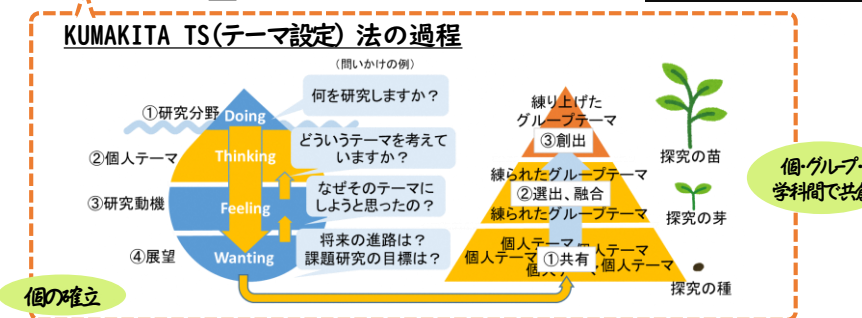 KUMAKITA TS(テーマ設定) 法の過程
(問いかけの例)
①研究分野
Doing
何を研究しますか？
②個人テーマ
Thinking
どういうテーマを考えて
いますか？
③研究動機
Feeling
なぜそのテーマに
しようと思ったの？
④展望
Wanting
将来の進路は？
課題研究の目標は？
個の確立
練り上げた
グループテーマ
③創出
練られたグループテーマ
②選出、融合
練られたグループテーマ
個人テーマ
個人テーマ
①共有
個人テーマ
探究の苗
探究の芽
探究の種
個・グループ・
学科間で共